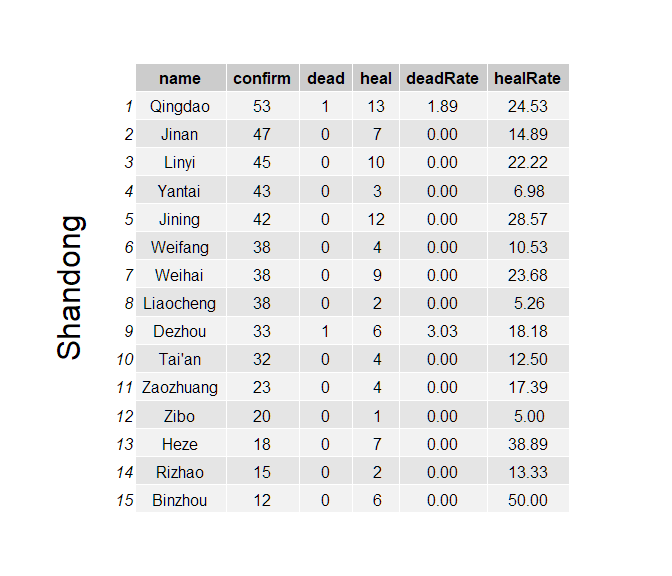 Shandong
name confirm dead heal deadRate healRate
1 Qingdao 53 1 13 1.89 24.53
2 Jinan 47 0 7 0.00 14.89
3 Linyi 45 0 10 0.00 22.22
4 Yantai 43 0 3 0.00 6.98
5 Jining 42 0 12 0.00 28.57
6 Weifang 38 0 4 0.00 10.53
7 Weihai 38 0 9 0.00 23.68
8 Liaocheng 38 0 2 0.00 5.26
9 Dezhou 33 1 6 3.03 18.18
10 Tai'an 32 0 4 0.00 12.50
11 Zaozhuang 23 0 4 0.00 17.39
12 Zibo 20 0 1 0.00 5.00
13 Heze 18 0 7 0.00 38.89
14 Rizhao 15 0 2 0.00 13.33
15 Binzhou 12 0 6 0.00 50.00